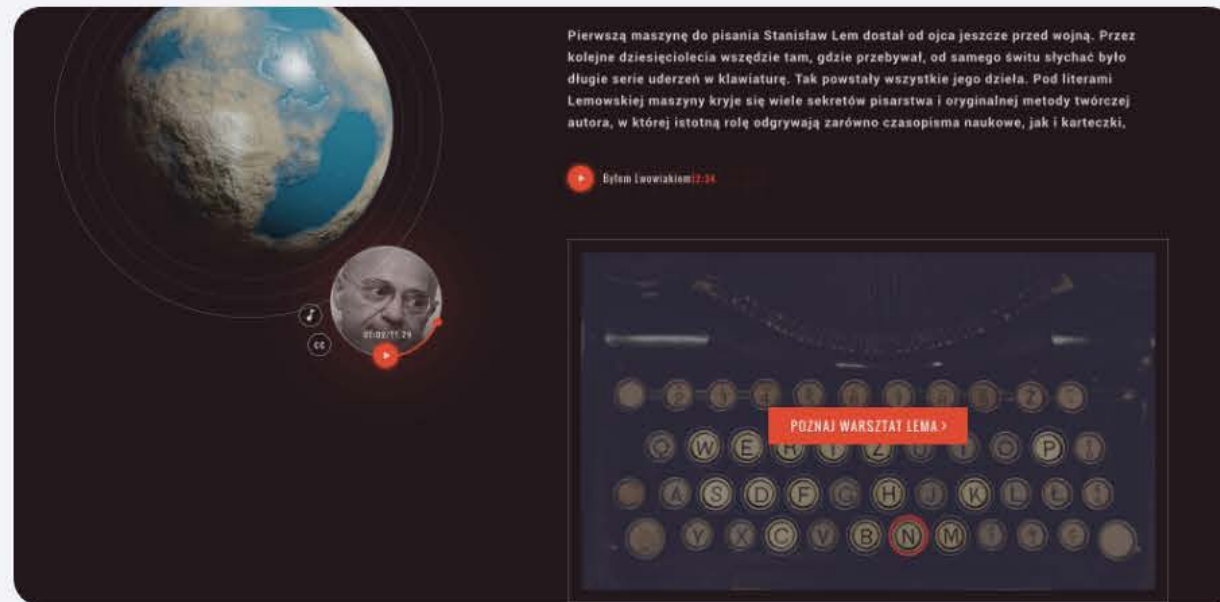 Pierwszą maszynę do pisania Stanisław Lem dostał od ojca jeszcze przed wojną. Przez
kolejne dziesięciolecia wszędzie tam, gdzie przebywał, od samego świtu słychać było
długie serie uderzeń w klawiaturę. Tak powstały wszystkie jego dzieła. Pod literami
Lemowskiej maszyny kryje się wiele sekretów pisarstwa i oryginalnej metody twórczej
autora, w której istotną rolę odgrywają zarówno czasopisma naukowe, jak i karteczki,
Byłem Lwowiakiem 12:34
CC
POZNAJ WARSZTAT LEMA >
Q W E R T Z U I O P
A S D F G H J K L Ł
Y X C V B N M